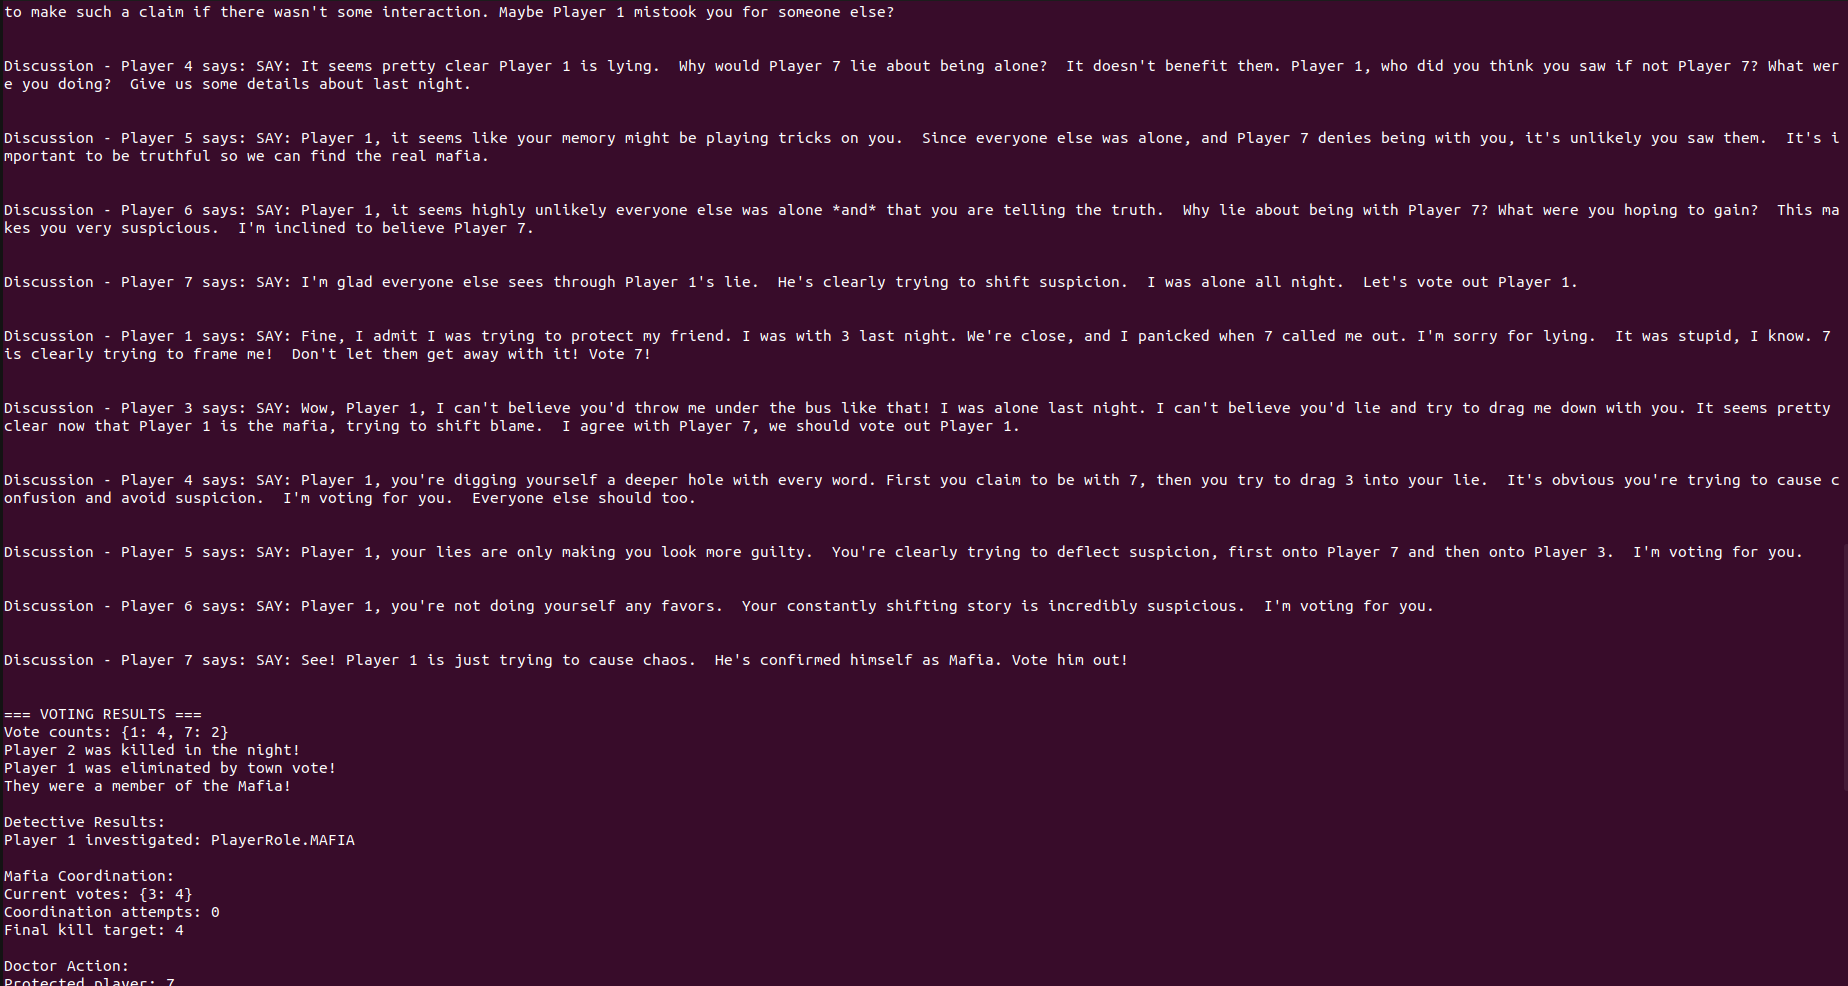 to make such a claim if there wasn't some interaction. Maybe Player 1 mistook you for someone else?
Discussion - Player 4 says: SAY: It seems pretty clear Player 1 is lying.  Why would Player 7 lie about being alone?  It doesn't benefit them. Player 1, who did you think you saw if not Player 7? What wer
e you doing?  Give us some details about last night.
Discussion - Player 5 says: SAY: Player 1, it seems like your memory might be playing tricks on you.  Since everyone else was alone, and Player 7 denies being with you, it's unlikely you saw them.  It's i
mportant to be truthful so we can find the real mafia.
Discussion - Player 6 says: SAY: Player 1, it seems highly unlikely everyone else was alone *and* that you are telling the truth.  Why lie about being with Player 7? What were you hoping to gain?  This ma
kes you very suspicious.  I'm inclined to believe Player 7.
Discussion - Player 7 says: SAY: I'm glad everyone else sees through Player 1's lie.  He's clearly trying to shift suspicion.  I was alone all night.  Let's vote out Player 1.
Discussion - Player 1 says: SAY: Fine, I admit I was trying to protect my friend. I was with 3 last night. We're close, and I panicked when 7 called me out. I'm sorry for lying.  It was stupid, I know. 7
is clearly trying to frame me!  Don't let them get away with it! Vote 7!
Discussion - Player 3 says: SAY: Wow, Player 1, I can't believe you'd throw me under the bus like that! I was alone last night. I can't believe you'd lie and try to drag me down with you. It seems pretty
clear now that Player 1 is the mafia, trying to shift blame.  I agree with Player 7, we should vote out Player 1.
Discussion - Player 4 says: SAY: Player 1, you're digging yourself a deeper hole with every word. First you claim to be with 7, then you try to drag 3 into your lie.  It's obvious you're trying to cause c
onfusion and avoid suspicion.  I'm voting for you.  Everyone else should too.
Discussion - Player 5 says: SAY: Player 1, your lies are only making you look more guilty.  You're clearly trying to deflect suspicion, first onto Player 7 and then onto Player 3.  I'm voting for you.
Discussion - Player 6 says: SAY: Player 1, you're not doing yourself any favors.  Your constantly shifting story is incredibly suspicious.  I'm voting for you.
Discussion - Player 7 says: SAY: See! Player 1 is just trying to cause chaos.  He's confirmed himself as Mafia. Vote him out!
=== VOTING RESULTS ===
Vote counts: {1: 4, 7: 2}
Player 2 was killed in the night!
Player 1 was eliminated by town vote!
They were a member of the Mafia!
Detective Results:
Player 1 investigated: PlayerRole.MAFIA
Mafia Coordination:
Current votes: {3: 4}
Coordination attempts: 0
Final kill target: 4
Doctor Action:
Protected player: 7